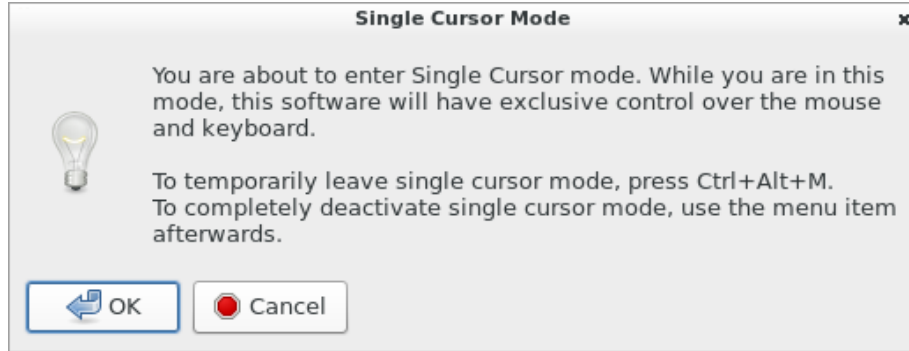 Single Cursor Mode
You are about to enter Single Cursor mode. While you are in this
mode, this software will have exclusive control over the mouse
and keyboard.
To temporarily leave single cursor mode, press Ctrl+Alt+M.
To completely deactivate single cursor mode, use the menu item
afterwards.
OK
Cancel